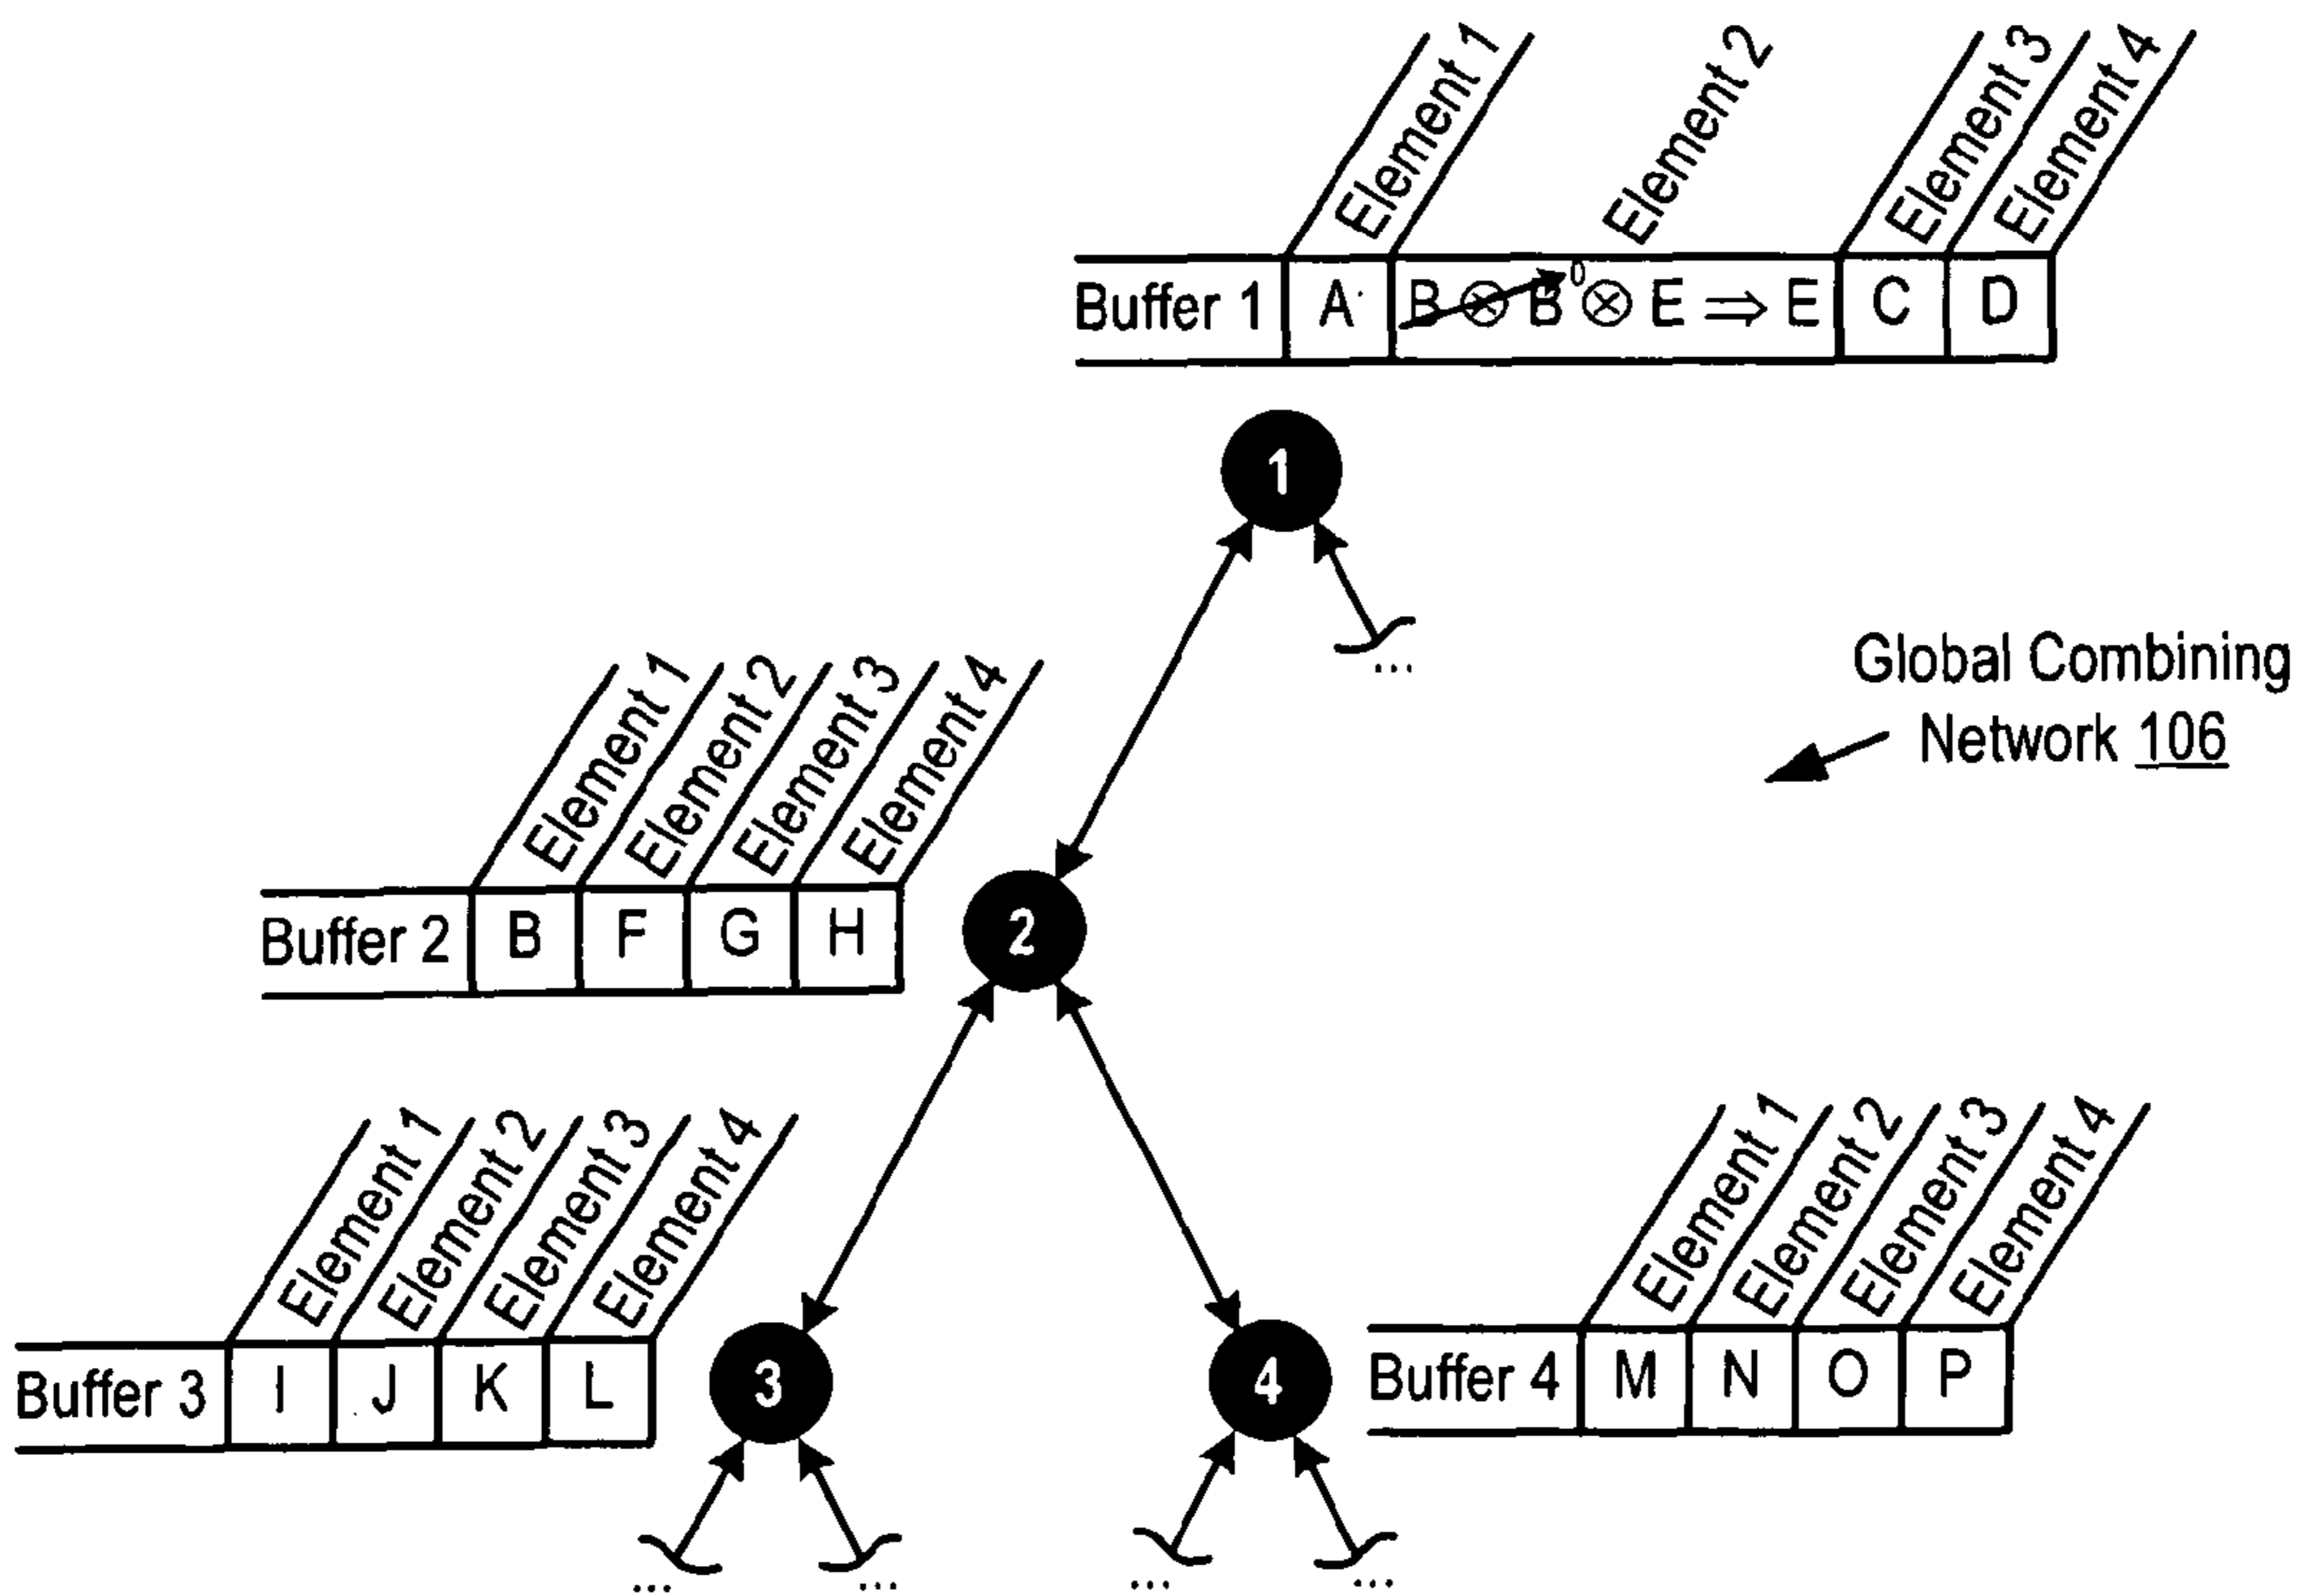 Element 1
Element 2
Element 3
Element 4
Buffer 1 A B ⊗ B 0 ⊗ E ⇒ E C D
1
...
Global Combining
Network 106
Element 1
Element 2
Element 3
Element 4
Buffer 2 B F G H
2
Element 1
Element 2
Element 3
Element 4
Buffer 3 I J K L
3
4
Element 1
Element 2
Element 3
Element 4
Buffer 4 M N O P
... ... ... ...